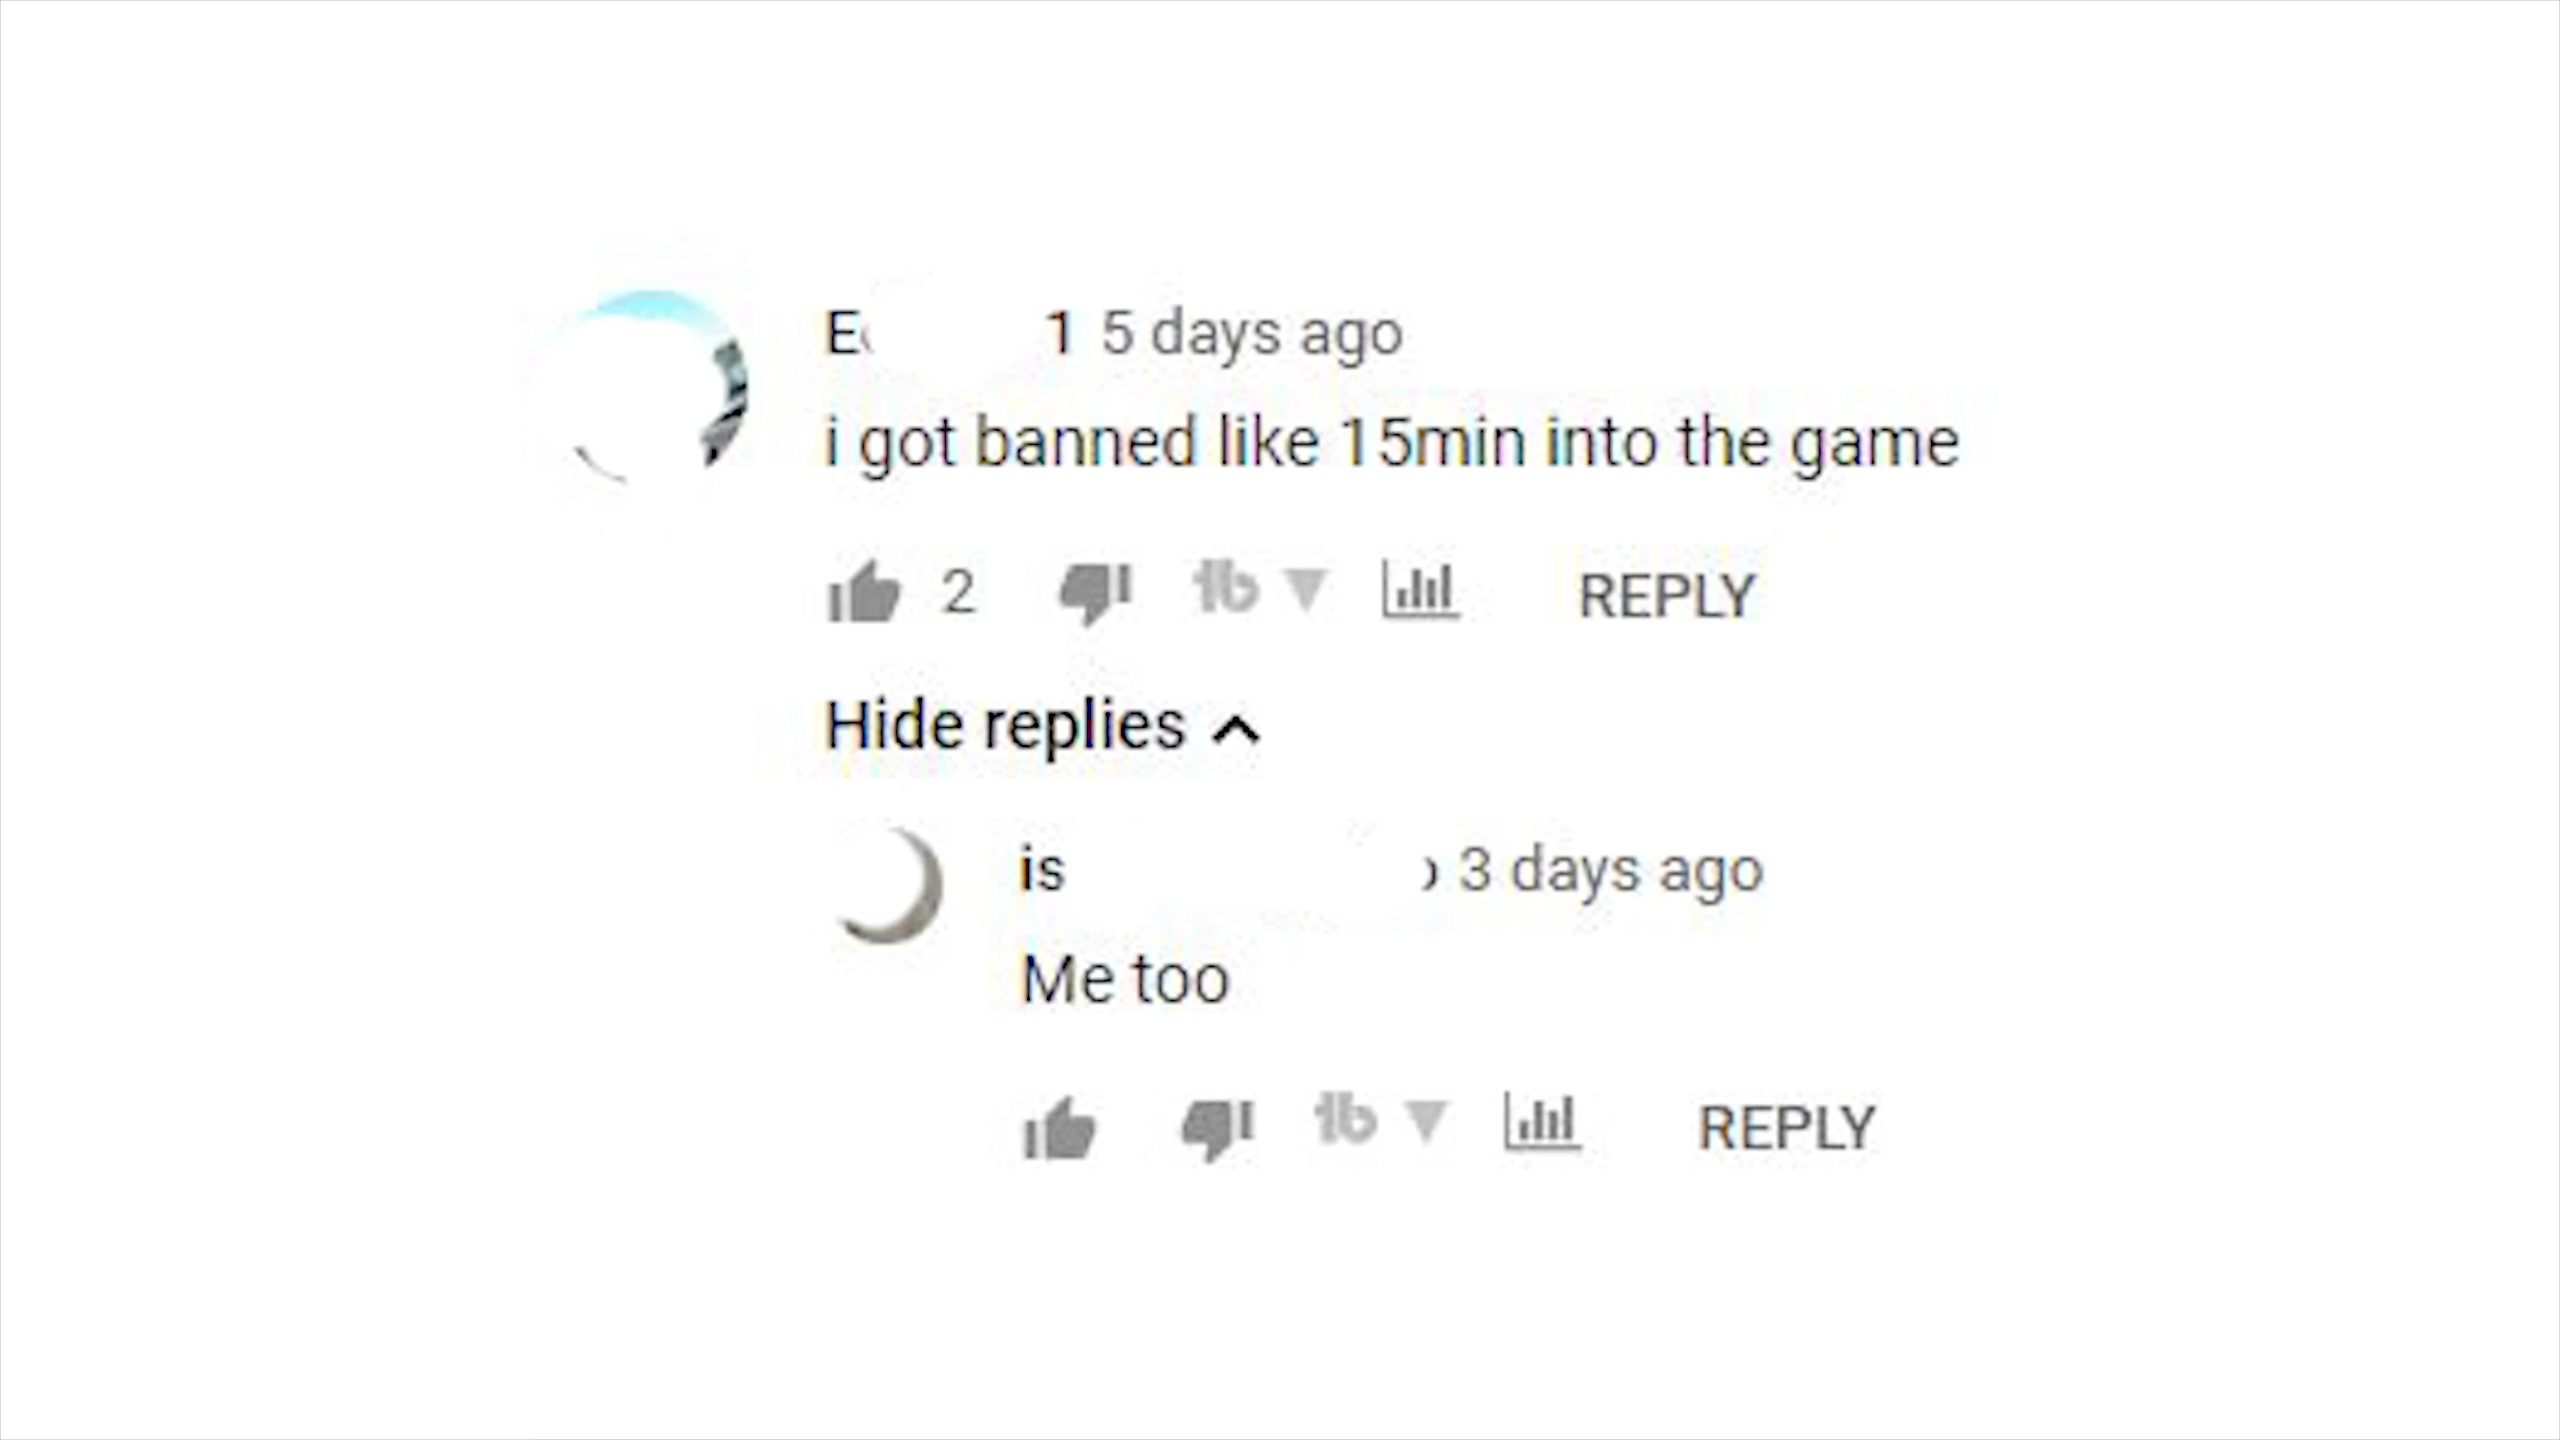 1 5 days ago
i got banned like 15min into the game
2 REPLY
Hide replies
is 3 days ago
Me too
REPLY